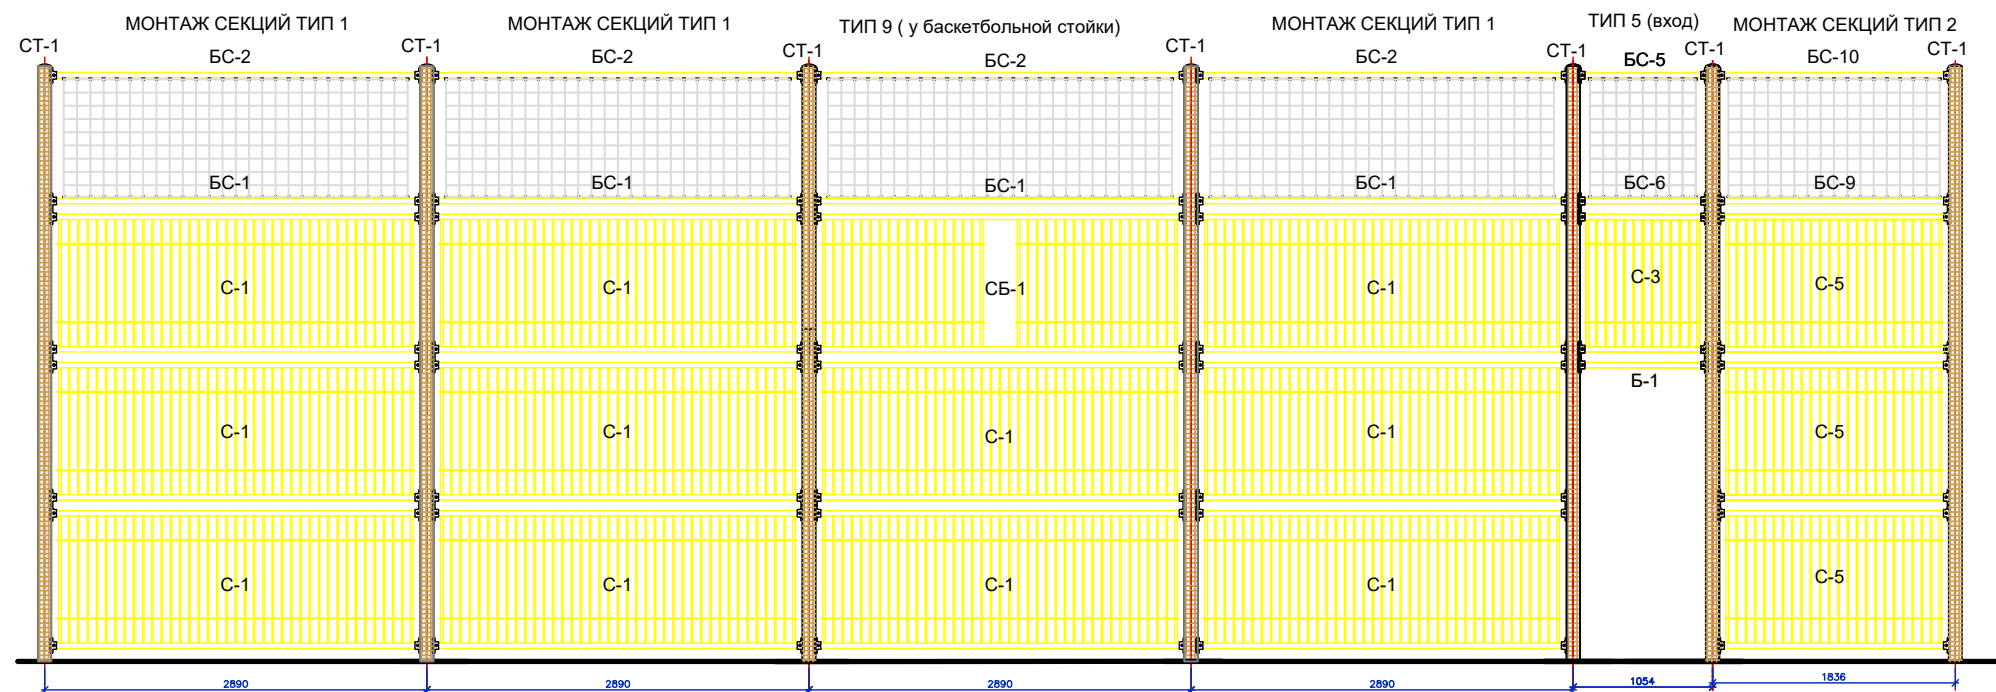 МОНТАЖ СЕКЦИЙ ТИП 1
МОНТАЖ СЕКЦИЙ ТИП 1
ТИП 9 ( у баскетбольной стойки)
МОНТАЖ СЕКЦИЙ ТИП 1
ТИП 5 (вход)
МОНТАЖ СЕКЦИЙ ТИП 2
СТ-1
БС-2
СТ-1
БС-2
СТ-1
БС-2
СТ-1
БС-2
СТ-1
БС-5
СТ-1
БС-10
СТ-1
БС-1
БС-1
БС-1
БС-1
БС-6
БС-9
С-1
С-1
СБ-1
С-1
С-3
С-5
Б-1
С-1
С-1
С-1
С-1
С-5
С-1
С-1
С-1
С-1
С-5
2890
2890
2890
2890
1054
1836